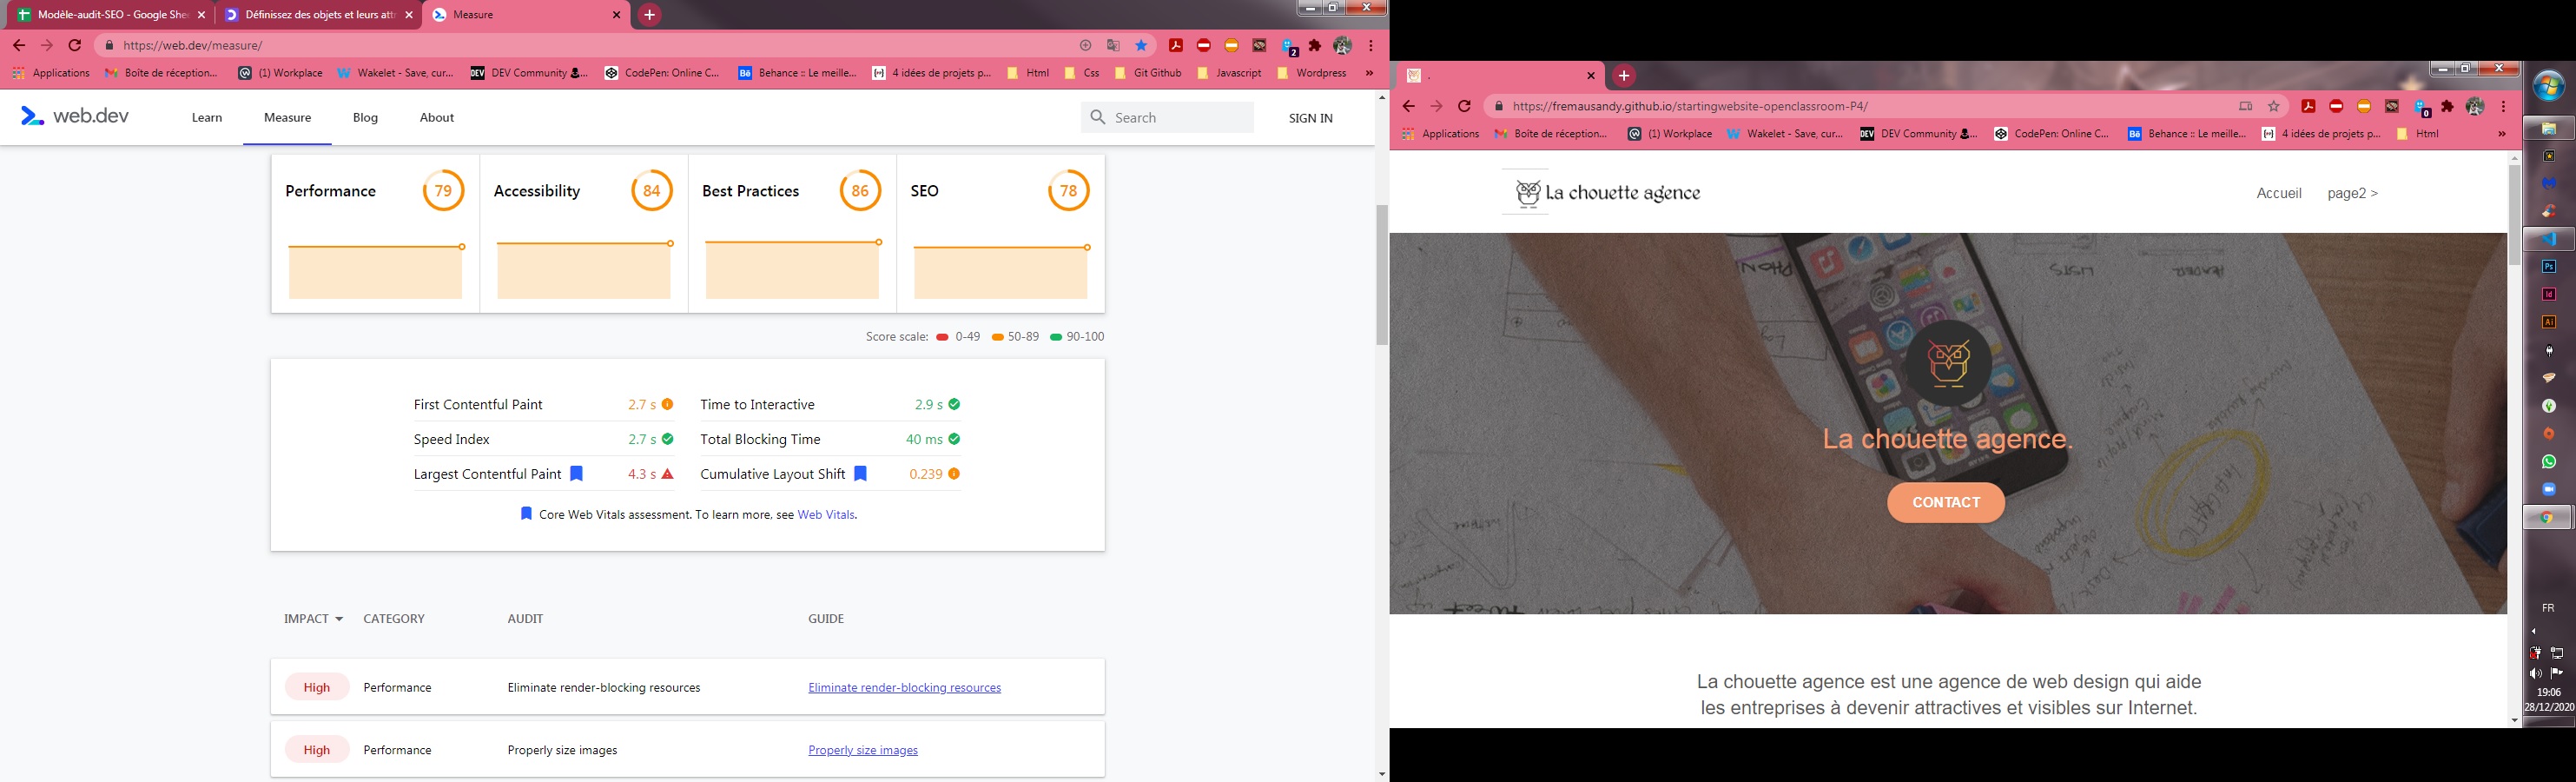 Modèle-audit-SEO - Google She
Définissez des objets et leurs attr
Measure
https://web.dev/measure/
2
Applications
Boîte de réception...
(1) Workplace
Wakelet - Save, cur...
DEV Community
CodePen: Online C...
Behance :: Le meille...
4 idées de projets p...
Html
Css
Git Github
Javascript
Wordpress
»
web.dev
Learn
Measure
Blog
About
Search
SIGN IN
Performance 79
Accessibility 84
Best Practices 86
SEO 78
Score scale: 0-49 50-89 90-100
First Contentful Paint 2.7 s
Time to Interactive 2.9 s
Speed Index 2.7 s
Total Blocking Time 40 ms
Largest Contentful Paint 4.3 s
Cumulative Layout Shift 0.239
Core Web Vitals assessment. To learn more, see Web Vitals.
IMPACT CATEGORY AUDIT GUIDE
High Performance Eliminate render-blocking resources Eliminate render-blocking resources
High Performance Properly size images Properly size images
https://fremausandy.github.io/startingwebsite-openclassroom-P4/
0
Applications
Boîte de réception...
(1) Workplace
Wakelet - Save, cur...
DEV Community
CodePen: Online C...
Behance :: Le meille...
4 idées de projets p...
Html
»
La chouette agence
Accueil
page2 >
La chouette agence.
CONTACT
La chouette agence est une agence de web design qui aide
les entreprises à devenir attractives et visibles sur Internet.
Ps
Id
Ai
FR
19:06
28/12/2020